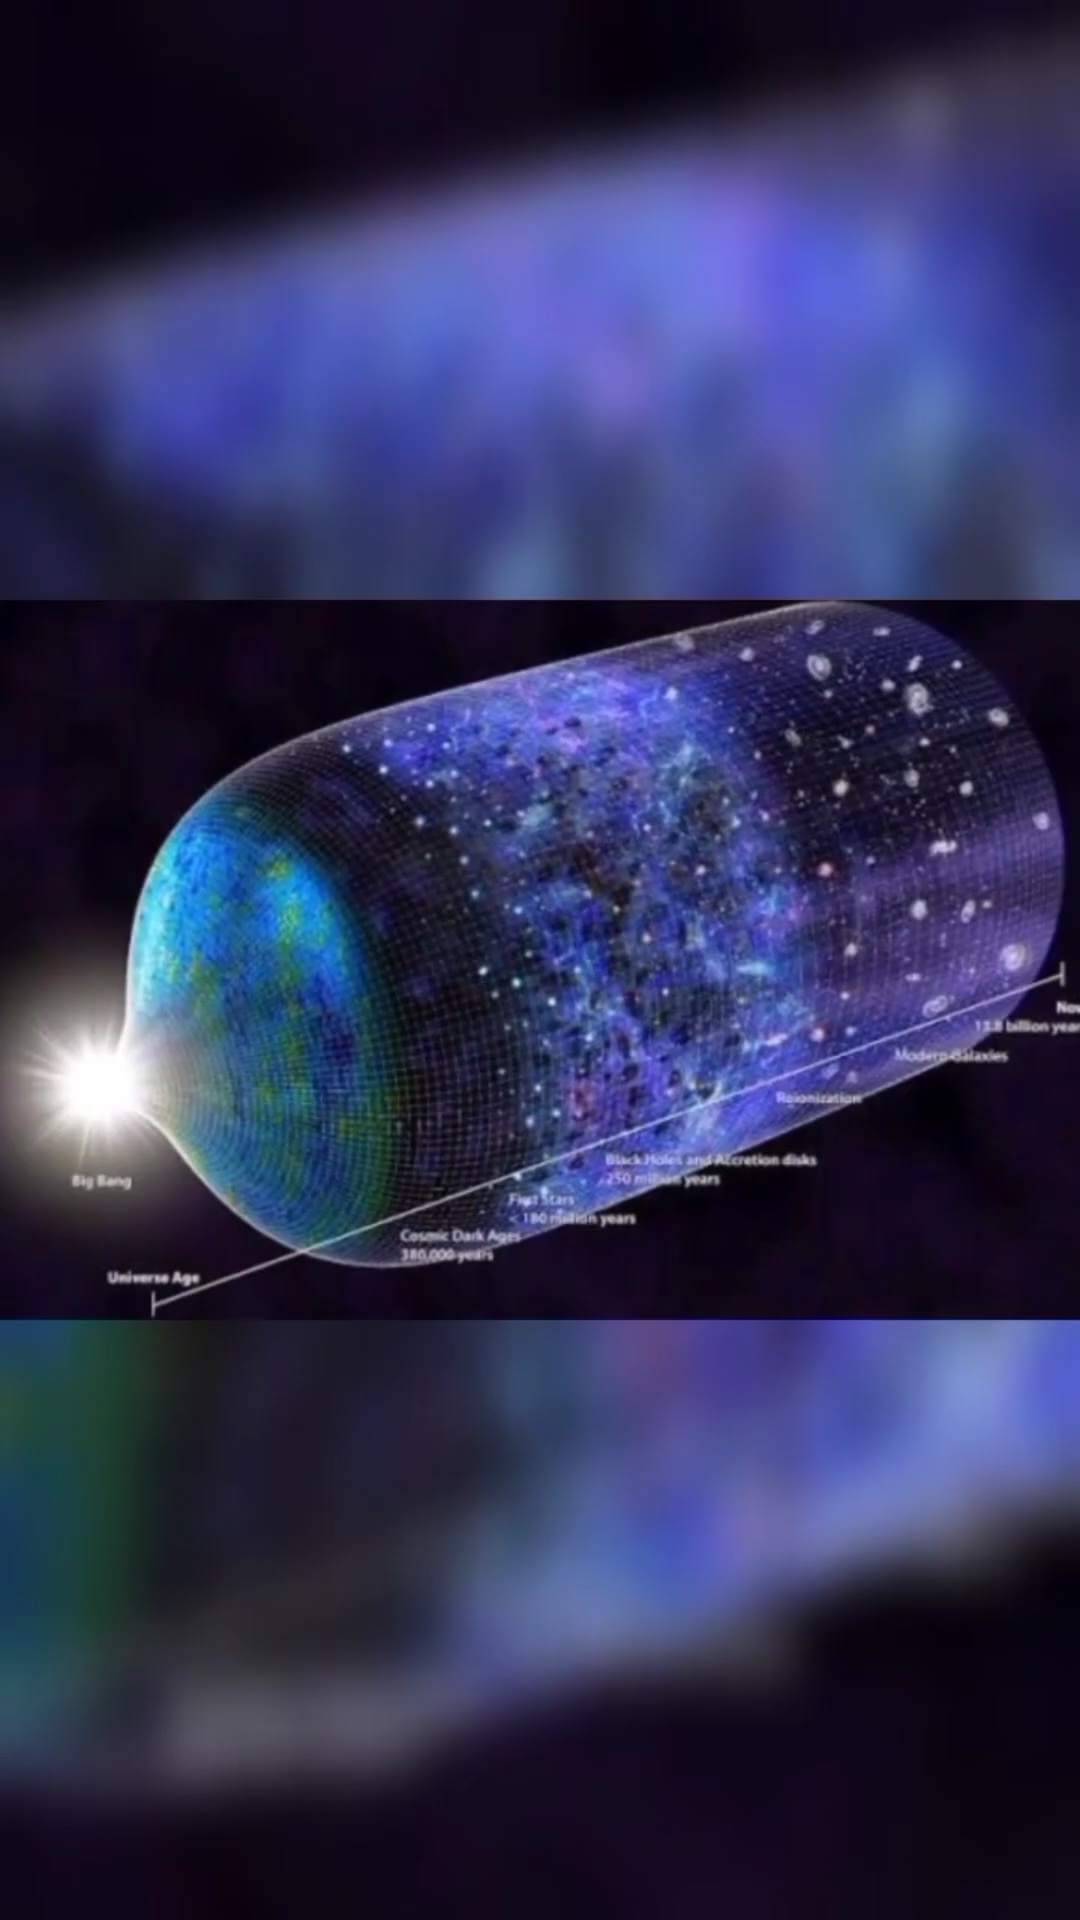 Big Bang
Universe Age
Cosmic Dark Ages
380,000 years
First Stars
< 180 million years
Black Holes and Accretion disks
250 million years
Reionization
Modern Galaxies
Now
13.8 billion year